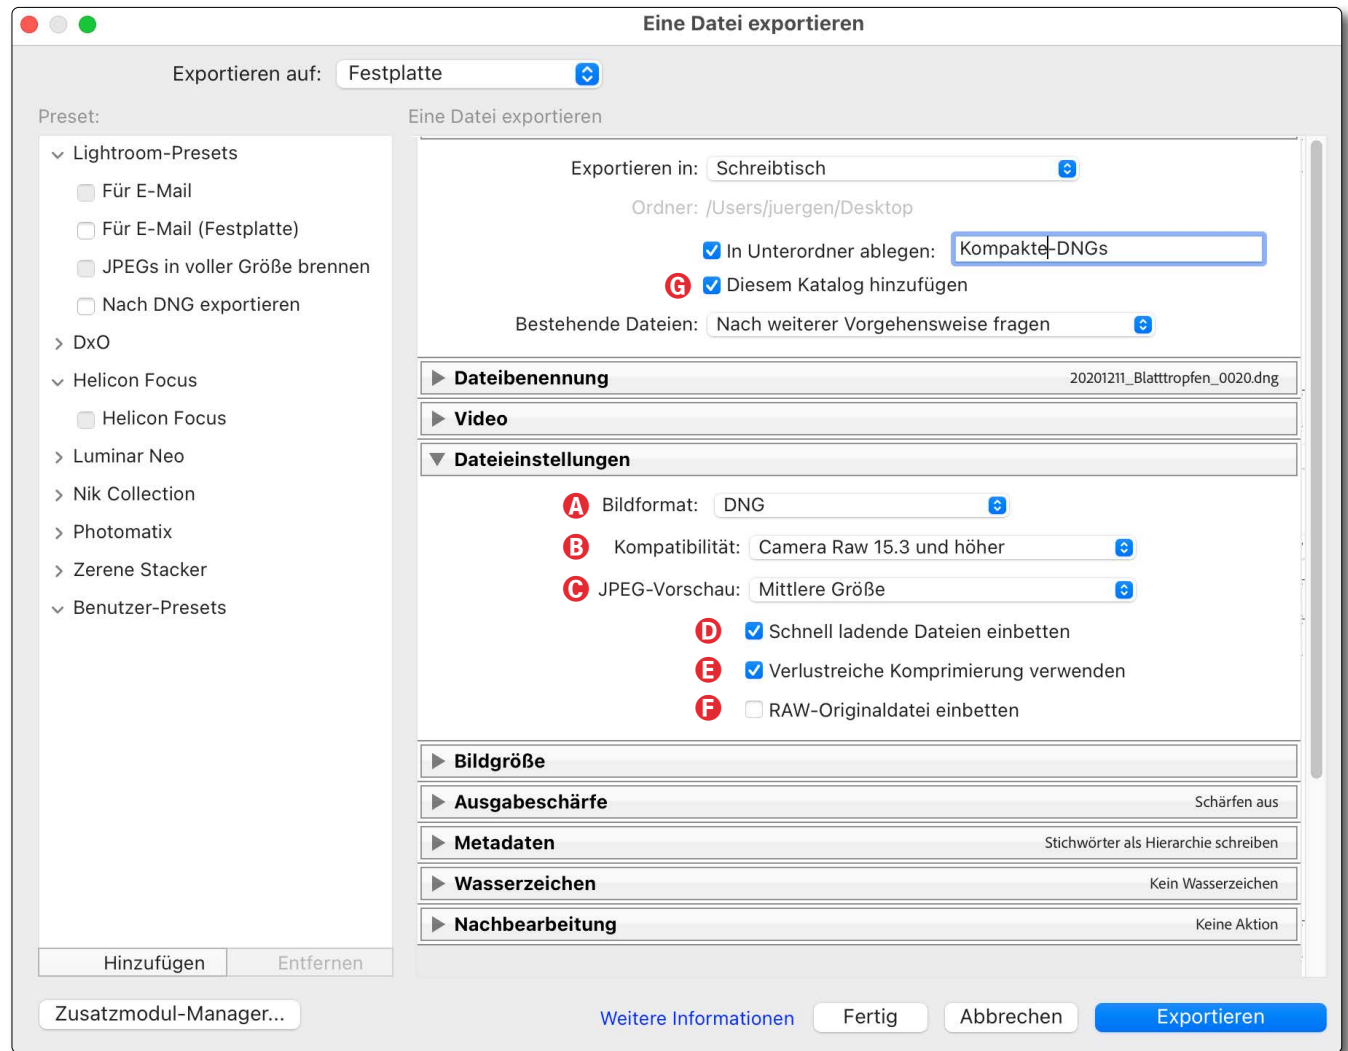 Eine Datei exportieren
Exportieren auf: Festplatte
Preset:
Lightroom-Presets
Für E-Mail
Für E-Mail (Festplatte)
JPEGs in voller Größe brennen
Nach DNG exportieren
DxO
Helicon Focus
Helicon Focus
Luminar Neo
Nik Collection
Photomatix
Zerene Stacker
Benutzer-Presets
Hinzufügen Entfernen
Eine Datei exportieren
Exportieren in: Schreibtisch
Ordner: /Users/juergen/Desktop
In Unterordner ablegen: Kompakte-DNGs
G Diesem Katalog hinzufügen
Bestehende Dateien: Nach weiterer Vorgehensweise fragen
Dateibenennung 20201211_Blatttropfen_0020.dng
Video
Dateieinstellungen
A Bildformat: DNG
B Kompatibilität: Camera Raw 15.3 und höher
C JPEG-Vorschau: Mittlere Größe
D Schnell ladende Dateien einbetten
E Verlustreiche Komprimierung verwenden
F RAW-Originaldatei einbetten
Bildgröße
Ausgabeschärfe Schärfen aus
Metadaten Stichwörter als Hierarchie schreiben
Wasserzeichen Kein Wasserzeichen
Nachbearbeitung Keine Aktion
Zusatzmodul-Manager... Weitere Informationen Fertig Abbrechen Exportieren